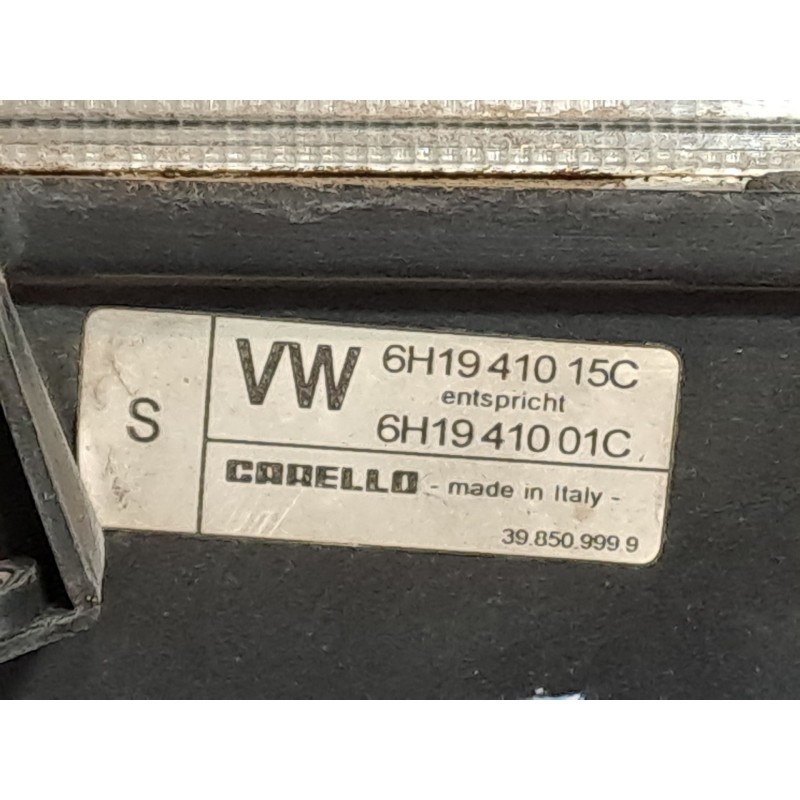 S
VW 6H19 410 15C
entspricht
6H19 410 01C
CARELLO - made in Italy -
39.850.999 9